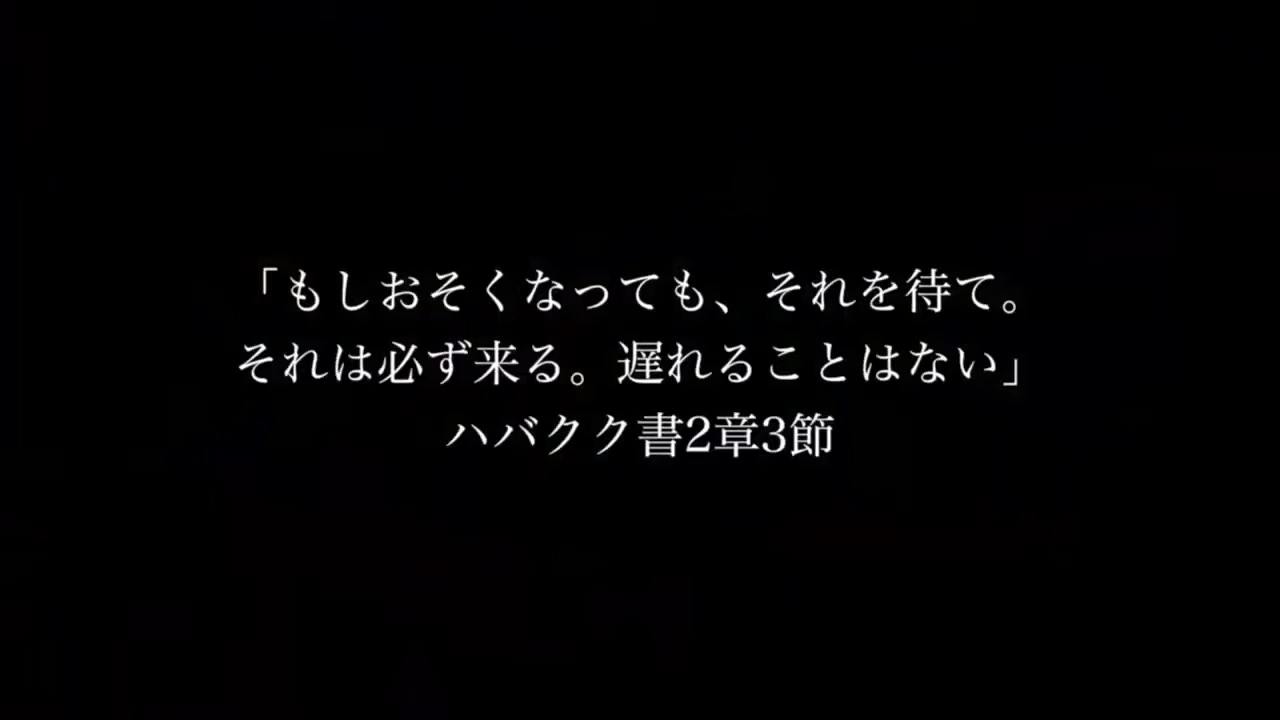 「もしおそくなっても、それを待て。
それは必ず来る。遅れることはない」
ハバクク書2章3節